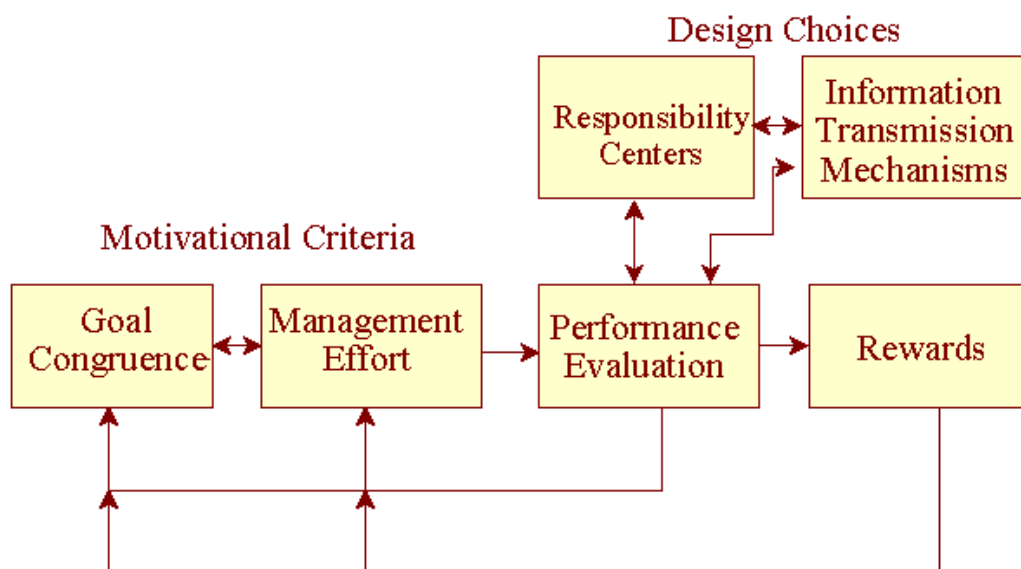 Design Choices
Responsibility
Centers
Information
Transmission
Mechanisms
Motivational Criteria
Goal
Congruence
Management
Effort
Performance
Evaluation
Rewards